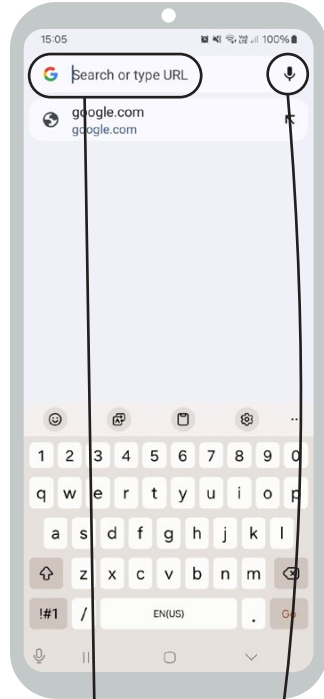 15:05 100%
Search or type URL
google.com
google.com
1 2 3 4 5 6 7 8 9 0
q w e r t y u i o p
a s d f g h j k l
z x c v b n m
!#1 / EN(US) . Go